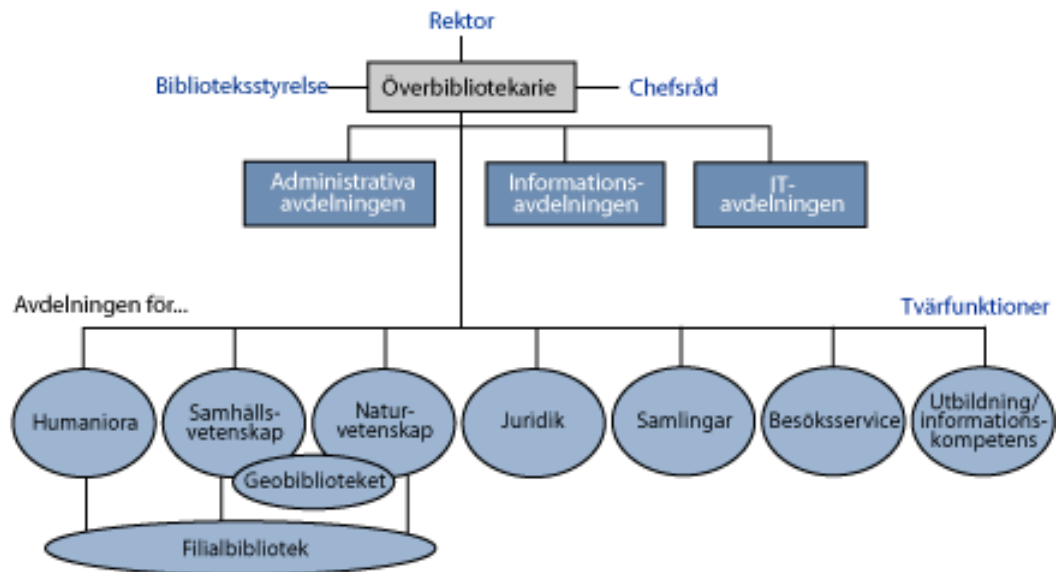 Rektor
Biblioteksstyrelse
Överbibliotekarie
Chefsråd
Administrativa
avdelningen
Informations-
avdelningen
IT-
avdelningen
Avdelningen för...
Tvärfunktioner
Humaniora
Samhälls-
vetenskap
Natur-
vetenskap
Juridik
Samlingar
Besöksservice
Utbildning/
informations-
kompetens
Geobiblioteket
Filialbibliotek